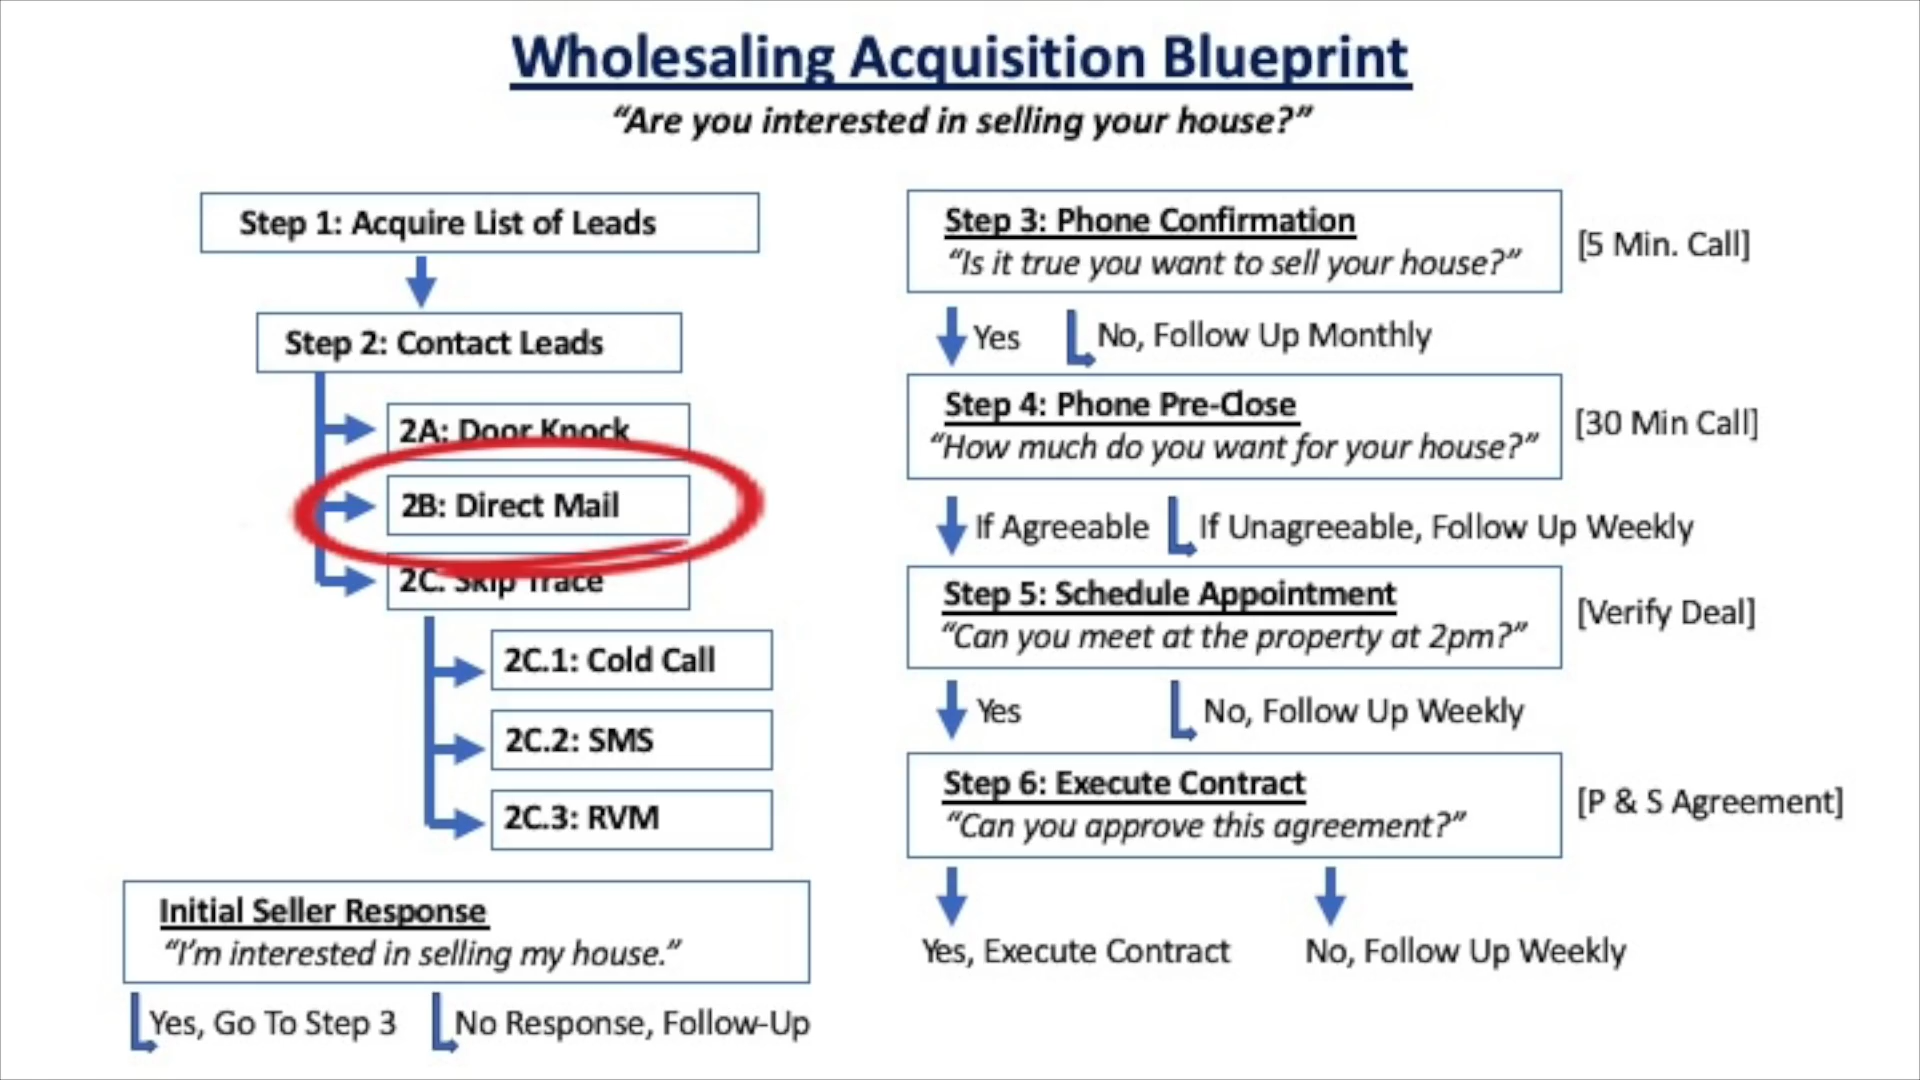 Wholesaling Acquisition Blueprint
“Are you interested in selling your house?”
Step 1: Acquire List of Leads
Step 2: Contact Leads
2A: Door Knock
2B: Direct Mail
2C: Skip Trace
2C.1: Cold Call
2C.2: SMS
2C.3: RVM
Initial Seller Response
“I’m interested in selling my house.”
Yes, Go To Step 3
No Response, Follow-Up
Step 3: Phone Confirmation
“Is it true you want to sell your house?”
[5 Min. Call]
Yes
No, Follow Up Monthly
Step 4: Phone Pre-Close
“How much do you want for your house?”
[30 Min Call]
If Agreeable
If Unagreeable, Follow Up Weekly
Step 5: Schedule Appointment
“Can you meet at the property at 2pm?”
[Verify Deal]
Yes
No, Follow Up Weekly
Step 6: Execute Contract
“Can you approve this agreement?”
[P & S Agreement]
Yes, Execute Contract
No, Follow Up Weekly